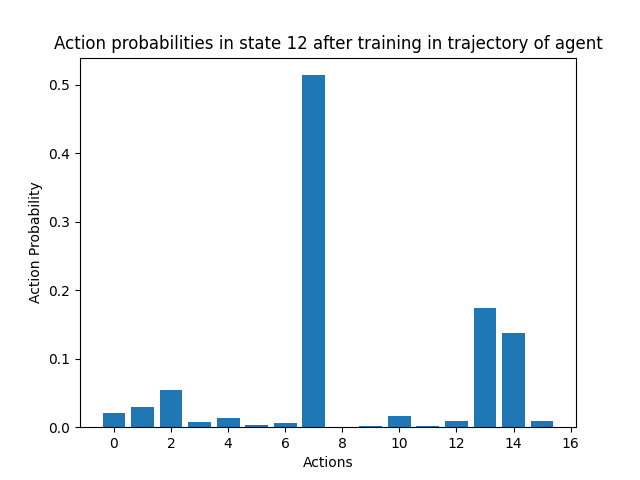 Action probabilities in state 12 after training in trajectory of agent
0.5
0.4
0.3
0.2
0.1
0.0
Action Probability
0 2 4 6 8 10 12 14 16
Actions